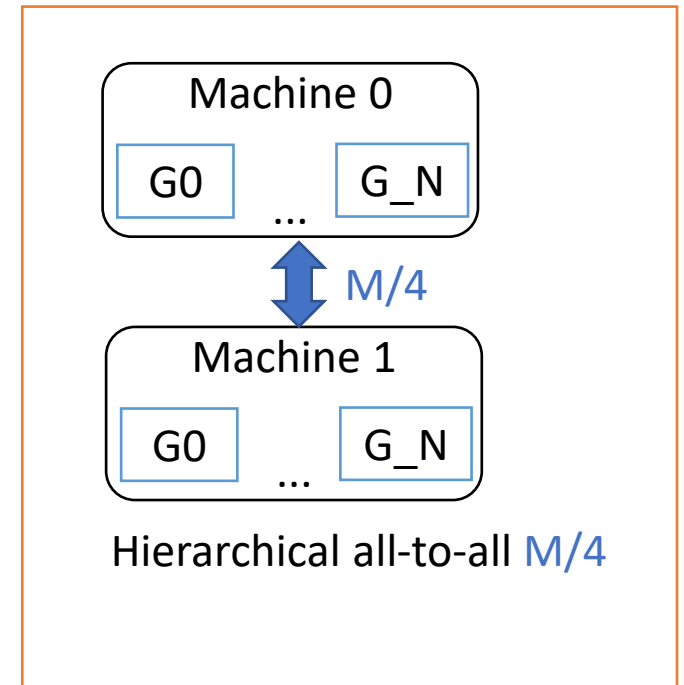 Machine 0
G0 ... G_N
M/4
Machine 1
G0 ... G_N
Hierarchical all-to-all M/4